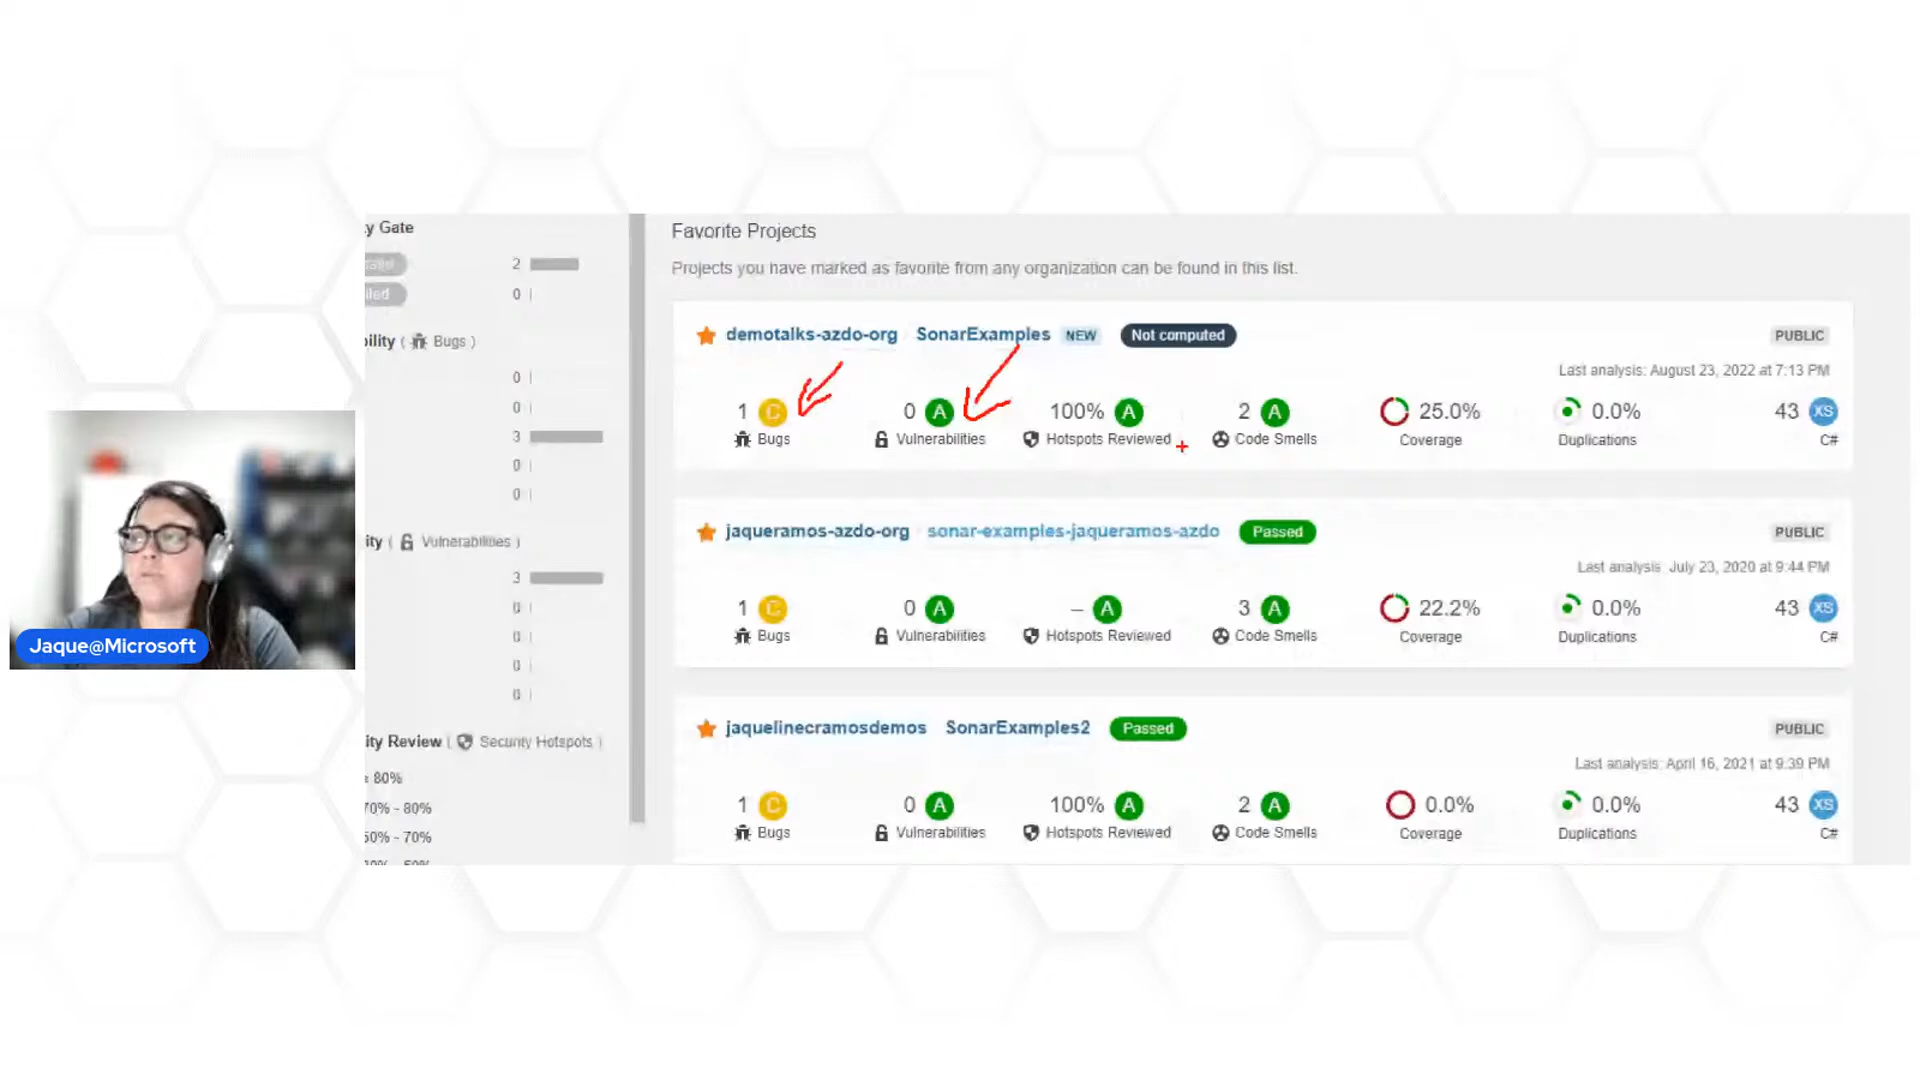 y Gate
2
iled 0
Favorite Projects
Projects you have marked as favorite from any organization can be found in this list.
demotalks-azdo-org SonarExamples NEW Not computed PUBLIC
Last analysis: August 23, 2022 at 7:13 PM
1 C 0 A 100% A 2 A 25.0% 0.0% 43 XS
Bugs Vulnerabilities Hotspots Reviewed Code Smells Coverage Duplications C#
jaqueramos-azdo-org sonar-examples-jaqueramos-azdo Passed PUBLIC
Last analysis: July 23, 2020 at 9:44 PM
1 C 0 A – A 3 A 22.2% 0.0% 43 XS
Bugs Vulnerabilities Hotspots Reviewed Code Smells Coverage Duplications C#
jaquelinecramosdemos SonarExamples2 Passed PUBLIC
Last analysis: April 16, 2021 at 9:39 PM
1 C 0 A 100% A 2 A 0.0% 0.0% 43 XS
Bugs Vulnerabilities Hotspots Reviewed Code Smells Coverage Duplications C#
bility ( Bugs )
0
0
3
0
0
ity ( Vulnerabilities )
3
0
0
0
0
ity Review ( Security Hotspots )
80%
70% - 80%
50% - 70%
Jaque@Microsoft